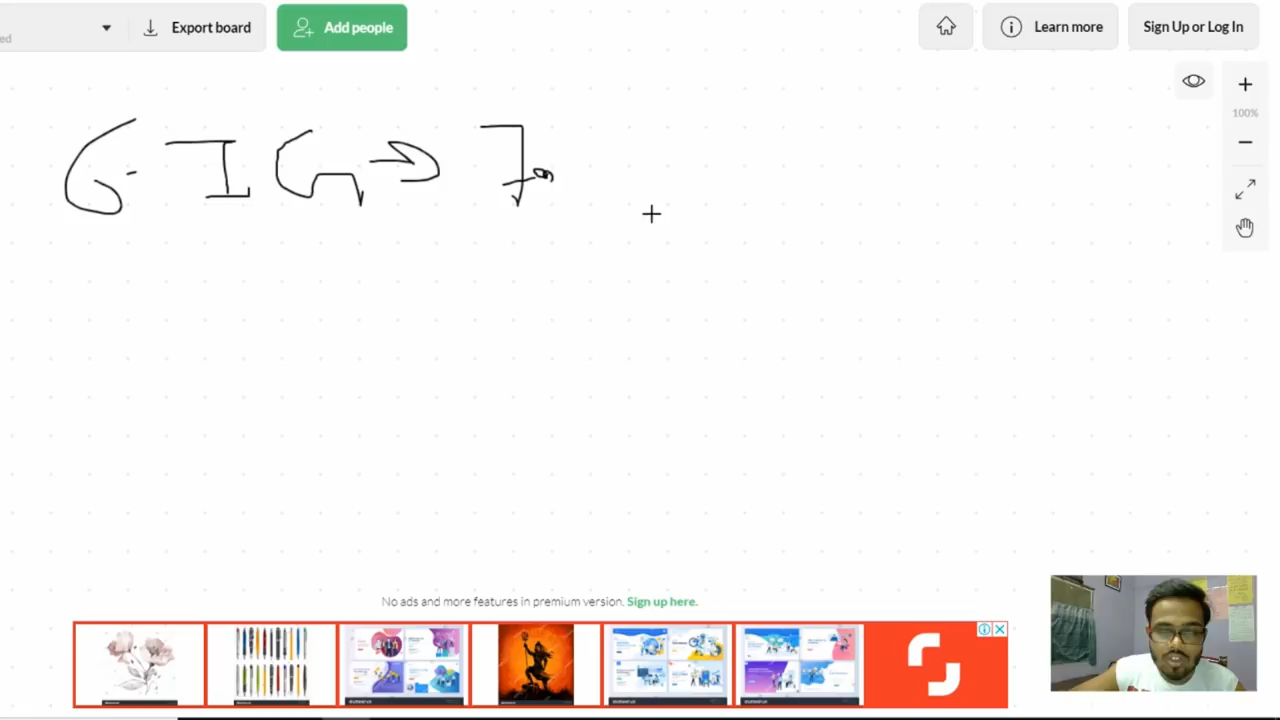 ed
Export board
Add people
Learn more
Sign Up or Log In
100%
No ads and more features in premium version. Sign up here.